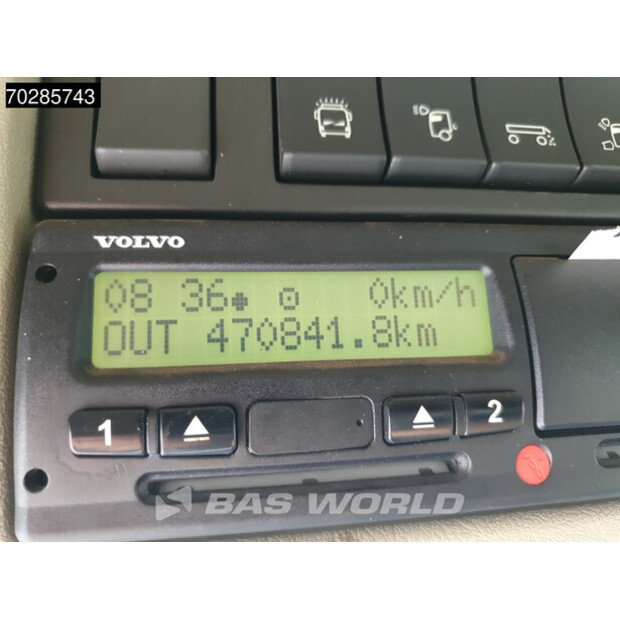 70285743
VOLVO
08 36 0km/h
OUT 470841.8km
1 2
BAS WORLD